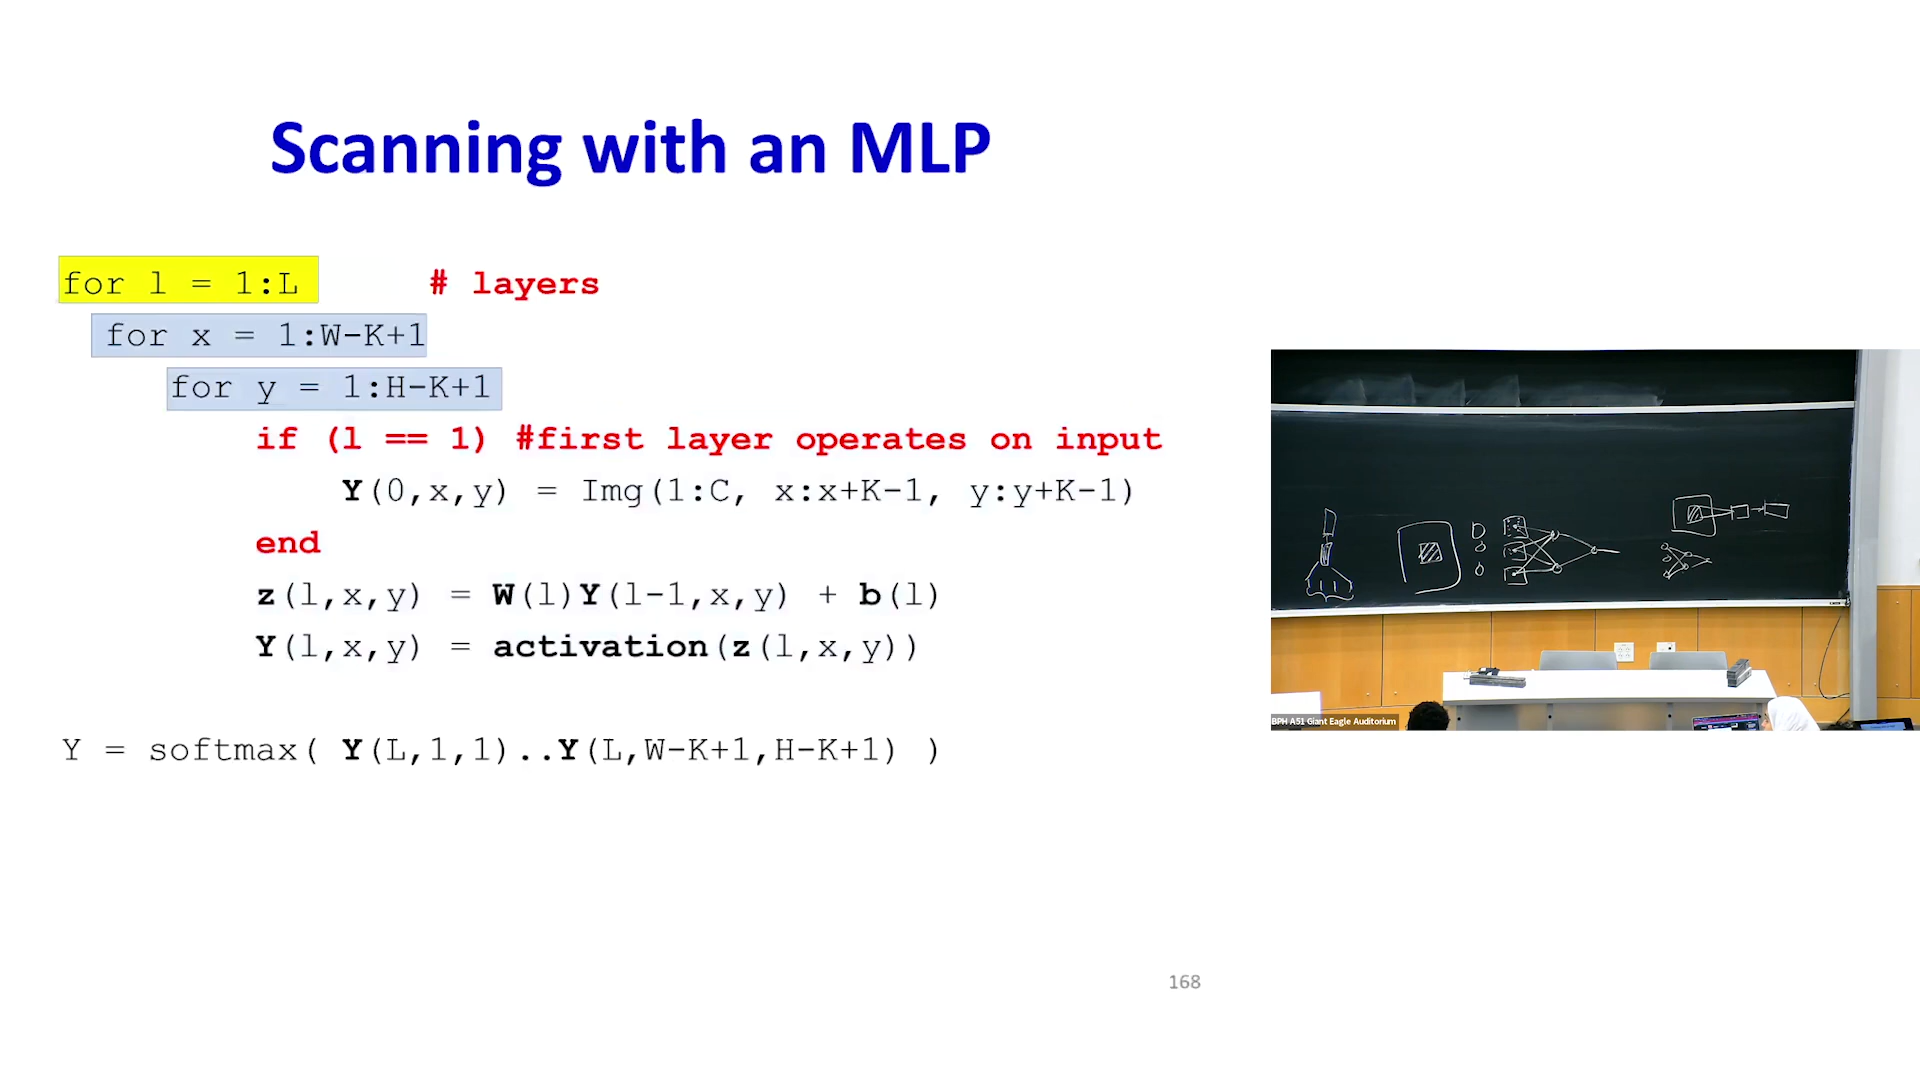 Scanning with an MLP
for l = 1:L # layers
for x = 1:W-K+1
for y = 1:H-K+1
if (l == 1) #first layer operates on input
Y(0,x,y) = Img(1:C, x:x+K-1, y:y+K-1)
end
z(l,x,y) = W(l)Y(l-1,x,y) + b(l)
Y(l,x,y) = activation(z(l,x,y))
Y = softmax( Y(L,1,1)..Y(L,W-K+1,H-K+1) )
168
BPH A51 Giant Eagle Auditorium